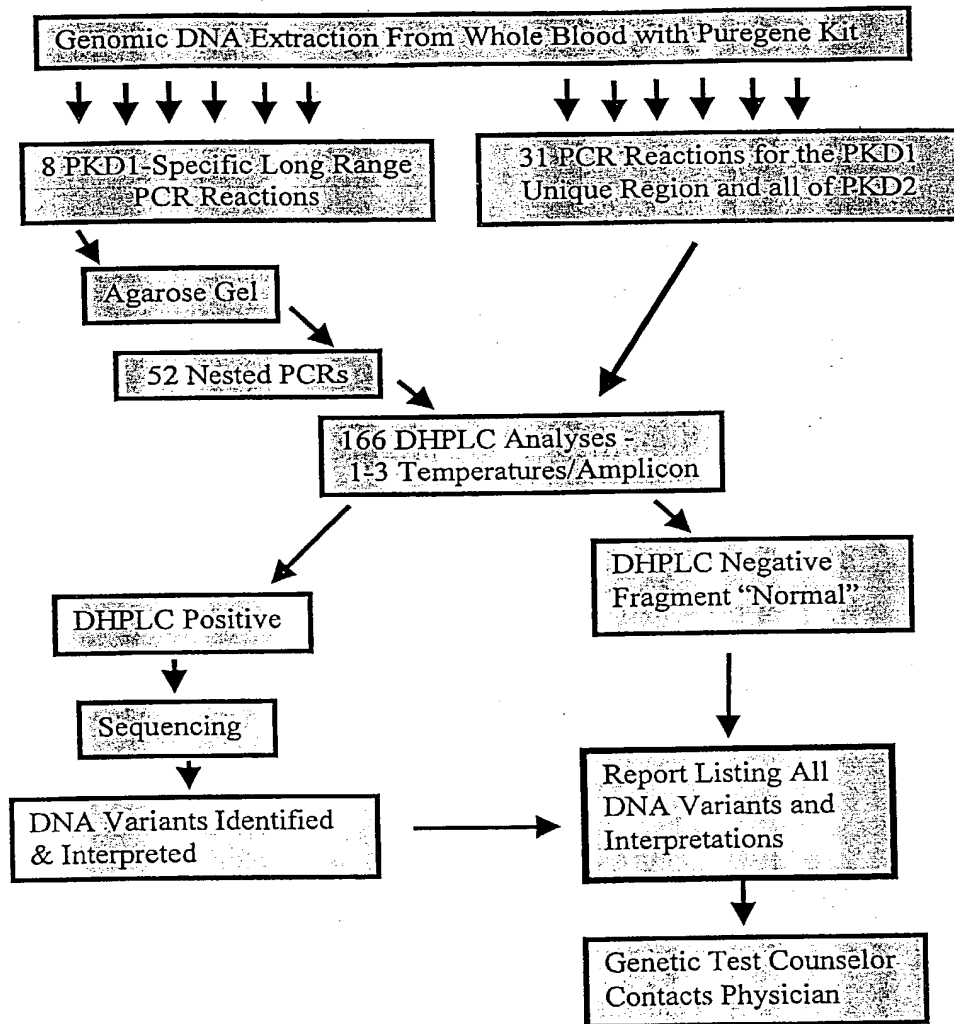 Genomic DNA Extraction From Whole Blood with Puregene Kit
8 PKD1-Specific Long Range
PCR Reactions
31 PCR Reactions for the PKD1
Unique Region and all of PKD2
Agarose Gel
52 Nested PCRs
166 DHPLC Analyses -
1-3 Temperatures/Amplicon
DHPLC Positive
DHPLC Negative
Fragment “Normal”
Sequencing
DNA Variants Identified
& Interpreted
Report Listing All
DNA Variants and
Interpretations
Genetic Test Counselor
Contacts Physician